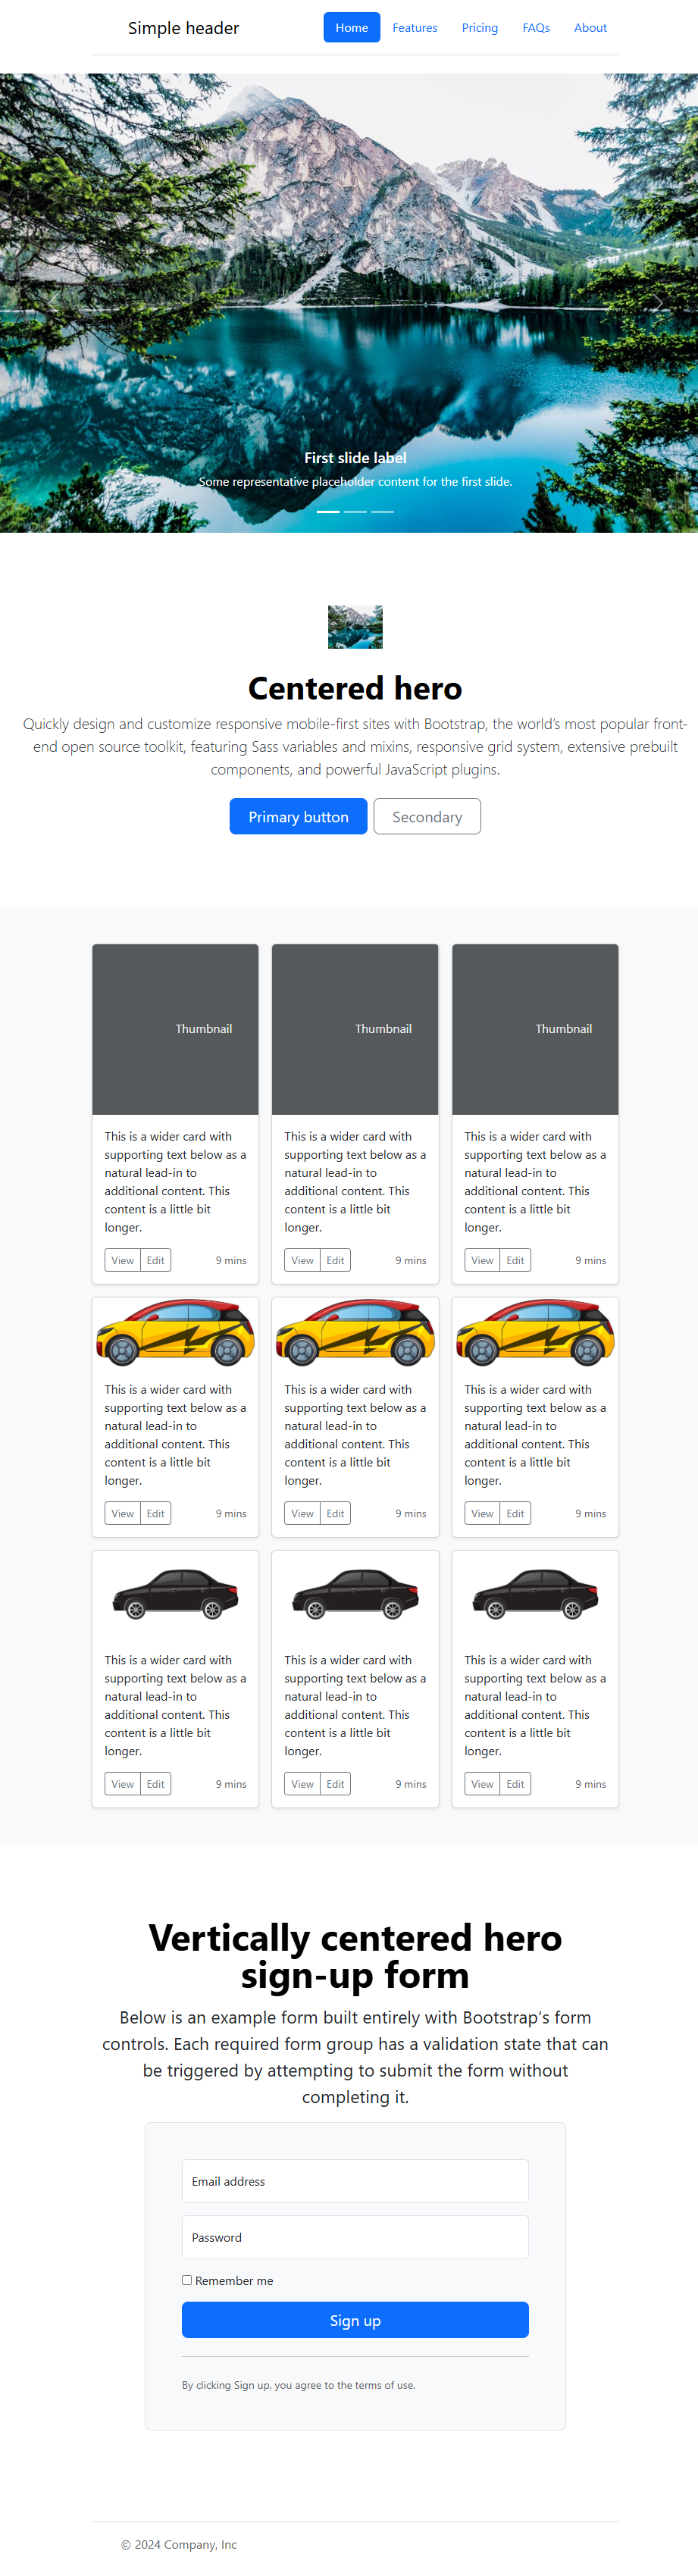 Simple header
Home Features Pricing FAQs About
First slide label
Some representative placeholder content for the first slide.
Centered hero
Quickly design and customize responsive mobile-first sites with Bootstrap, the world’s most popular front-
end open source toolkit, featuring Sass variables and mixins, responsive grid system, extensive prebuilt
components, and powerful JavaScript plugins.
Primary button Secondary
Thumbnail
This is a wider card with
supporting text below as a
natural lead-in to
additional content. This
content is a little bit
longer.
View Edit 9 mins
Thumbnail
This is a wider card with
supporting text below as a
natural lead-in to
additional content. This
content is a little bit
longer.
View Edit 9 mins
Thumbnail
This is a wider card with
supporting text below as a
natural lead-in to
additional content. This
content is a little bit
longer.
View Edit 9 mins
This is a wider card with
supporting text below as a
natural lead-in to
additional content. This
content is a little bit
longer.
View Edit 9 mins
This is a wider card with
supporting text below as a
natural lead-in to
additional content. This
content is a little bit
longer.
View Edit 9 mins
This is a wider card with
supporting text below as a
natural lead-in to
additional content. This
content is a little bit
longer.
View Edit 9 mins
This is a wider card with
supporting text below as a
natural lead-in to
additional content. This
content is a little bit
longer.
View Edit 9 mins
This is a wider card with
supporting text below as a
natural lead-in to
additional content. This
content is a little bit
longer.
View Edit 9 mins
This is a wider card with
supporting text below as a
natural lead-in to
additional content. This
content is a little bit
longer.
View Edit 9 mins
Vertically centered hero
sign-up form
Below is an example form built entirely with Bootstrap’s form
controls. Each required form group has a validation state that can
be triggered by attempting to submit the form without
completing it.
Email address
Password
Remember me
Sign up
By clicking Sign up, you agree to the terms of use.
© 2024 Company, Inc